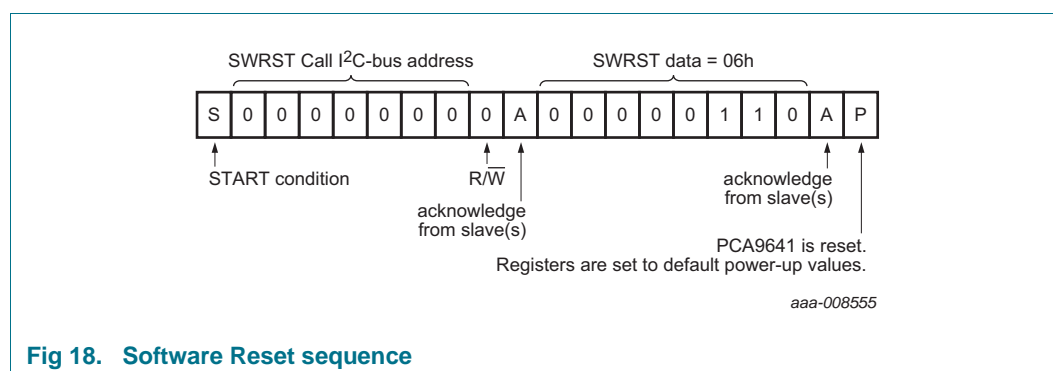 SWRST Call I²C-bus address SWRST data = 06h
S 0 0 0 0 0 0 0 0 A 0 0 0 0 0 1 1 0 A P
START condition R/W̅ acknowledge
acknowledge from slave(s)
from slave(s)
PCA9641 is reset.
Registers are set to default power-up values.
aaa-008555
Fig 18. Software Reset sequence